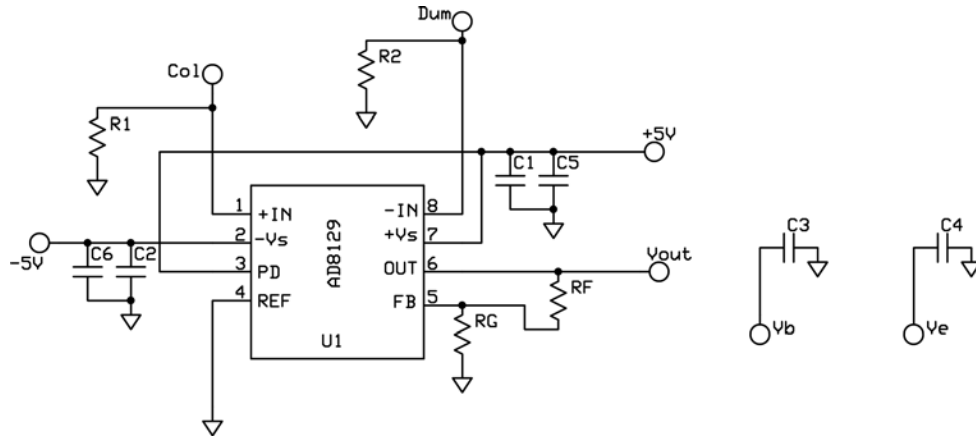 Dum
R2
Col
R1
+5V
C1 C5
1 +IN
-IN 8
2 -Vs
+Vs 7
3 PD
OUT 6
4 REF
FB 5
AD8129
U1
-5V
C6 C2
Vout
RF
RG
C3
Vb
C4
Ve